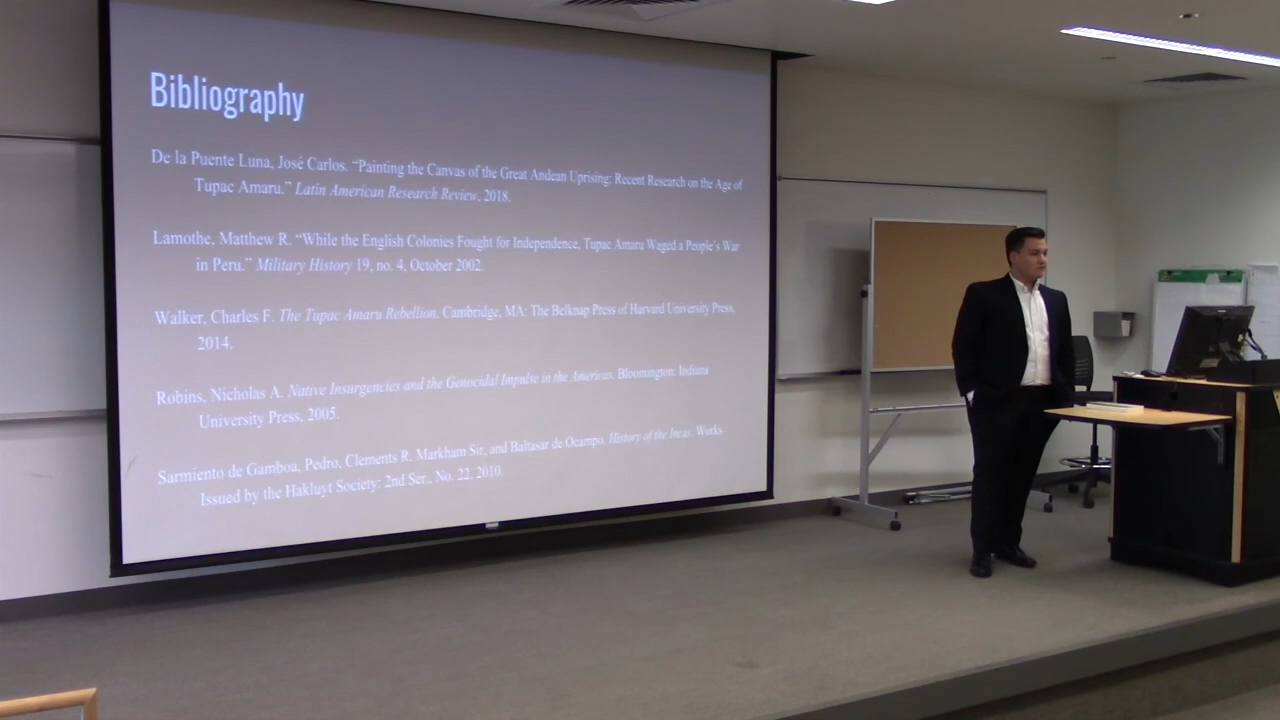 Bibliography
De la Puente Luna, José Carlos. “Painting the Canvas of the Great Andean Uprising: Recent Research on the Age of
Tupac Amaru.” Latin American Research Review, 2018.
Lamothe, Matthew R. “While the English Colonies Fought for Independence, Tupac Amaru Waged a People’s War
in Peru.” Military History 19, no. 4, October 2002.
Walker, Charles F. The Tupac Amaru Rebellion. Cambridge, MA: The Belknap Press of Harvard University Press,
2014.
Robins, Nicholas A. Native Insurgencies and the Genocidal Impulse in the Americas. Bloomington: Indiana
University Press, 2005.
Sarmiento de Gamboa, Pedro, Clements R. Markham Sir, and Baltasar de Ocampo. History of the Incas. Works
Issued by the Hakluyt Society: 2nd Ser., No. 22, 2010.